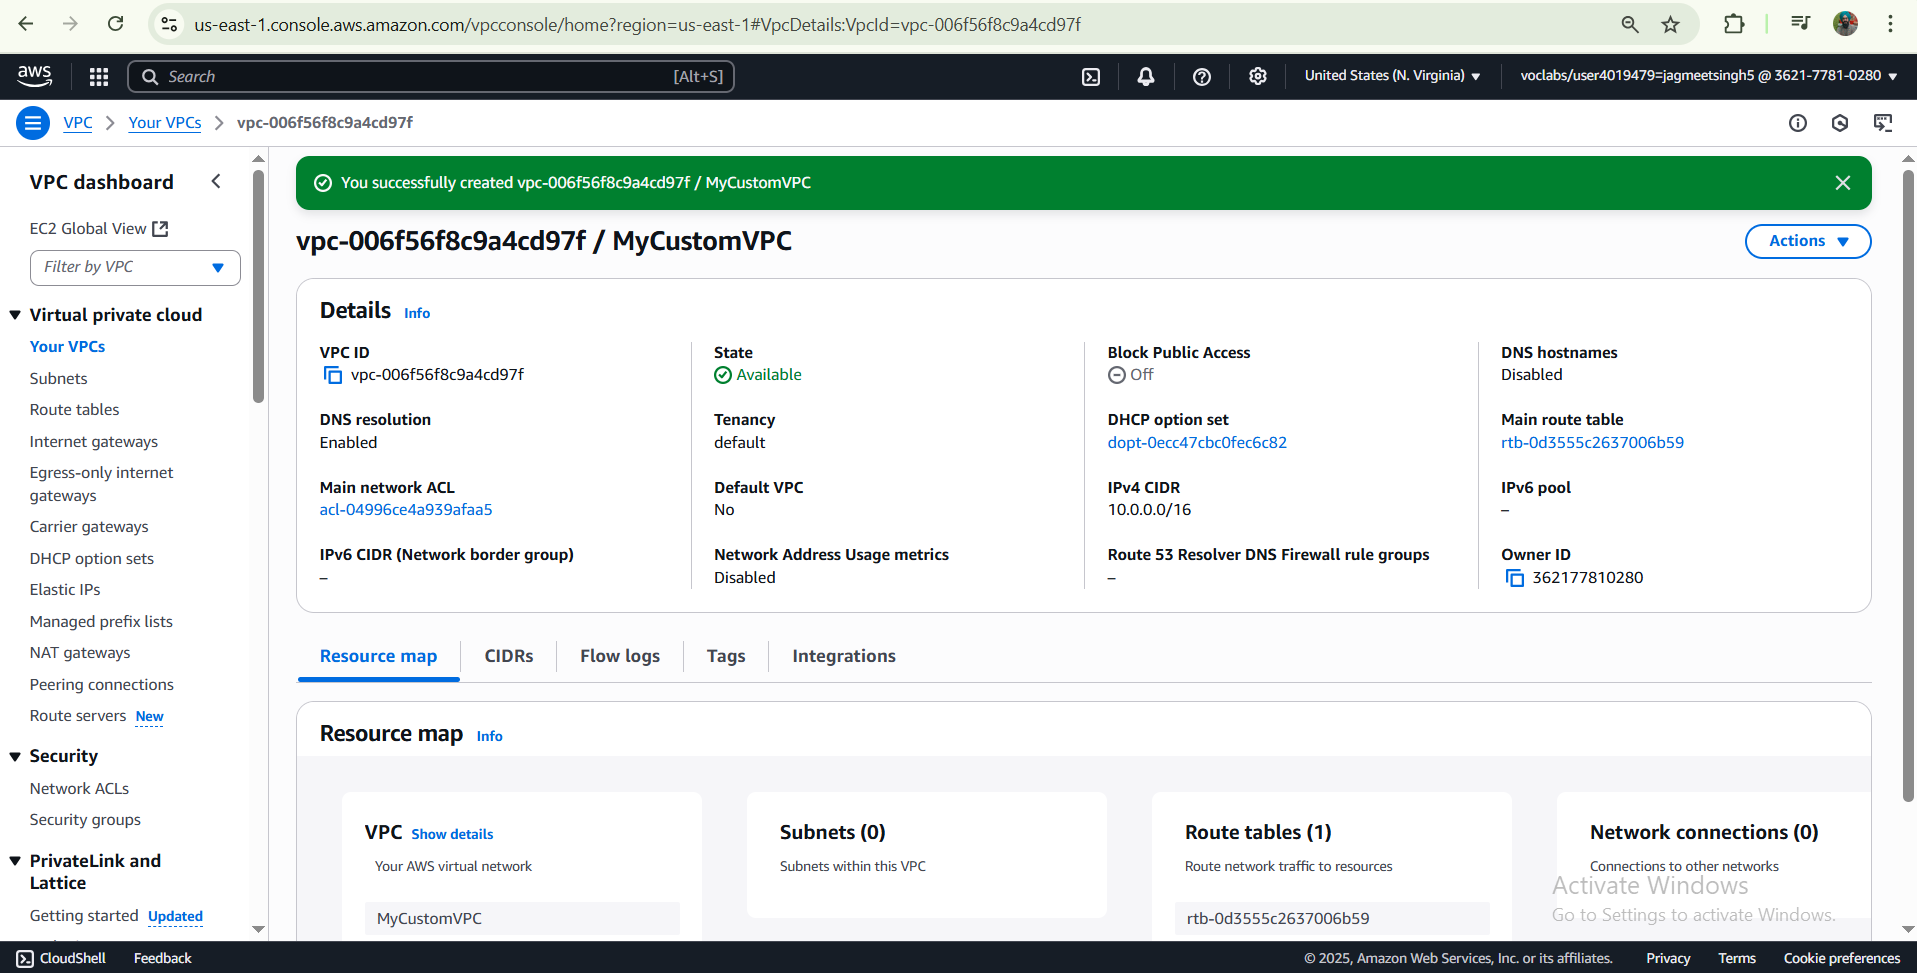 us-east-1.console.aws.amazon.com/vpcconsole/home?region=us-east-1#VpcDetails:VpcId=vpc-006f56f8c9a4cd97f
aws
Search
[Alt+S]
United States (N. Virginia)
voclabs/user4019479=jagmeetsingh5 @ 3621-7781-0280
VPC
Your VPCs
vpc-006f56f8c9a4cd97f
VPC dashboard
EC2 Global View
Filter by VPC
Virtual private cloud
Your VPCs
Subnets
Route tables
Internet gateways
Egress-only internet
gateways
Carrier gateways
DHCP option sets
Elastic IPs
Managed prefix lists
NAT gateways
Peering connections
Route servers New
Security
Network ACLs
Security groups
PrivateLink and
Lattice
Getting started Updated
You successfully created vpc-006f56f8c9a4cd97f / MyCustomVPC
vpc-006f56f8c9a4cd97f / MyCustomVPC
Actions
Details Info
VPC ID
vpc-006f56f8c9a4cd97f
State
Available
Block Public Access
Off
DNS hostnames
Disabled
DNS resolution
Enabled
Tenancy
default
DHCP option set
dopt-0ecc47cbc0fec6c82
Main route table
rtb-0d3555c2637006b59
Main network ACL
acl-04996ce4a939afaa5
Default VPC
No
IPv4 CIDR
10.0.0.0/16
IPv6 pool
–
IPv6 CIDR (Network border group)
–
Network Address Usage metrics
Disabled
Route 53 Resolver DNS Firewall rule groups
–
Owner ID
362177810280
Resource map
CIDRs
Flow logs
Tags
Integrations
Resource map Info
VPC Show details
Your AWS virtual network
MyCustomVPC
Subnets (0)
Subnets within this VPC
Route tables (1)
Route network traffic to resources
rtb-0d3555c2637006b59
Network connections (0)
Connections to other networks
Activate Windows
Go to Settings to activate Windows.
CloudShell
Feedback
© 2025, Amazon Web Services, Inc. or its affiliates.
Privacy
Terms
Cookie preferences